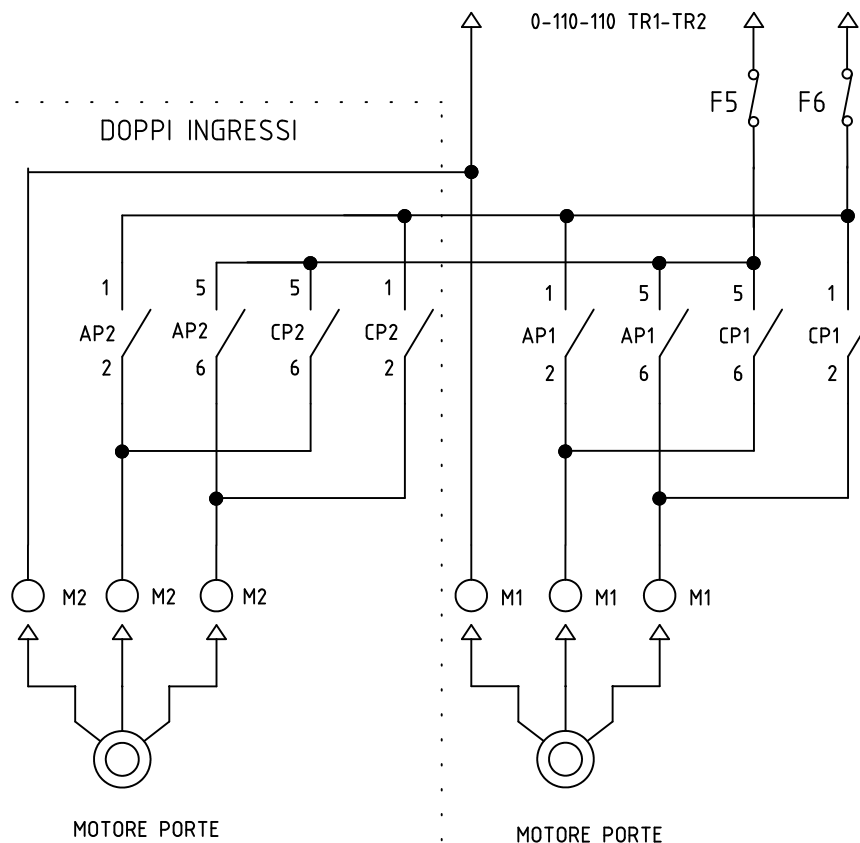 0-110-110 TR1-TR2
F5 F6
DOPPI INGRESSI
1 5 5 1 1 5 5 1
AP2 AP2 CP2 CP2 AP1 AP1 CP1 CP1
2 6 6 2 2 6 6 2
M2 M2 M2 M1 M1 M1
MOTORE PORTE MOTORE PORTE